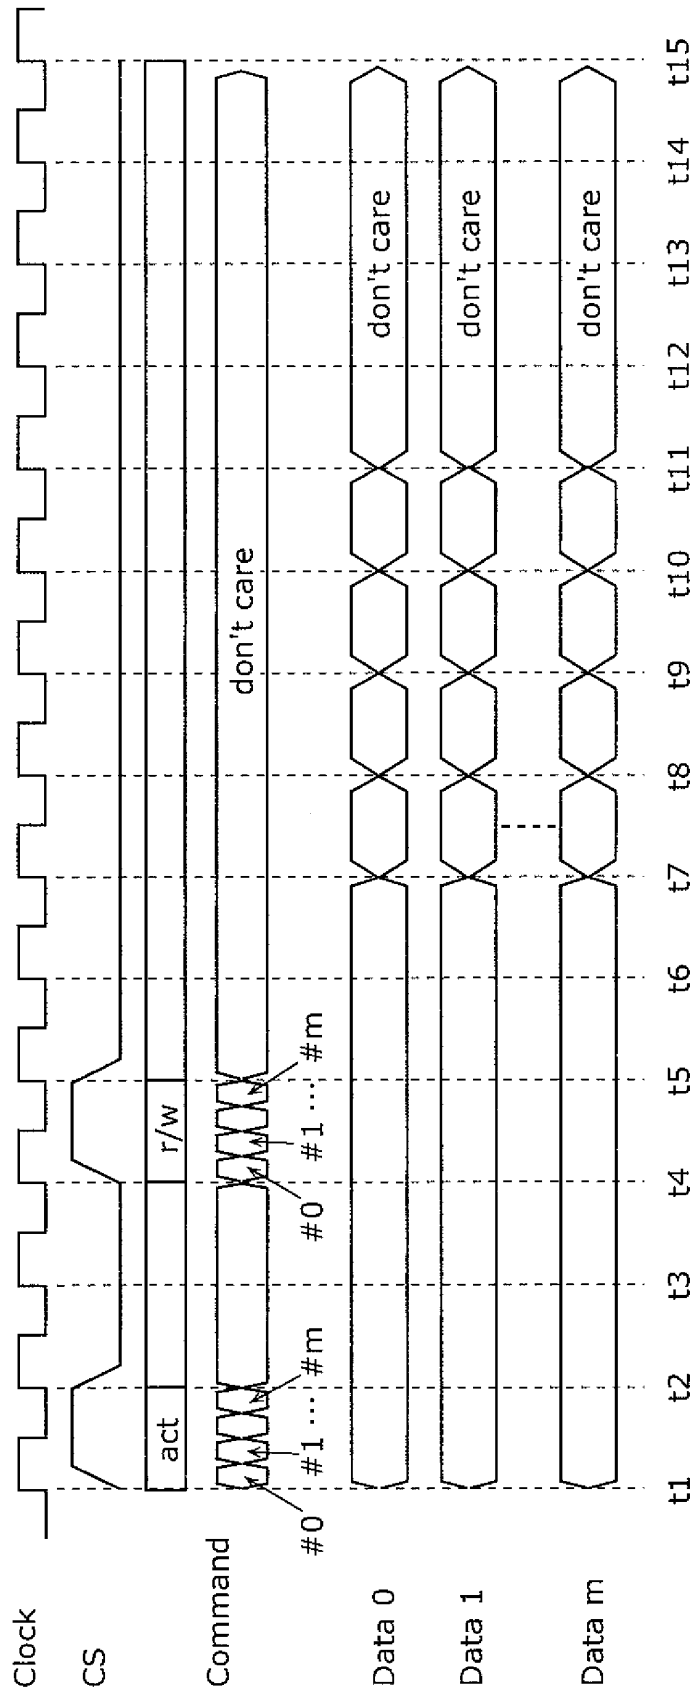 Clock
CS
act
r/w
Command
#0
#1 ... #m
#0
#1 ... #m
don't care
Data 0
don't care
Data 1
don't care
Data m
don't care
t1 t2 t3 t4 t5 t6 t7 t8 t9 t10 t11 t12 t13 t14 t15